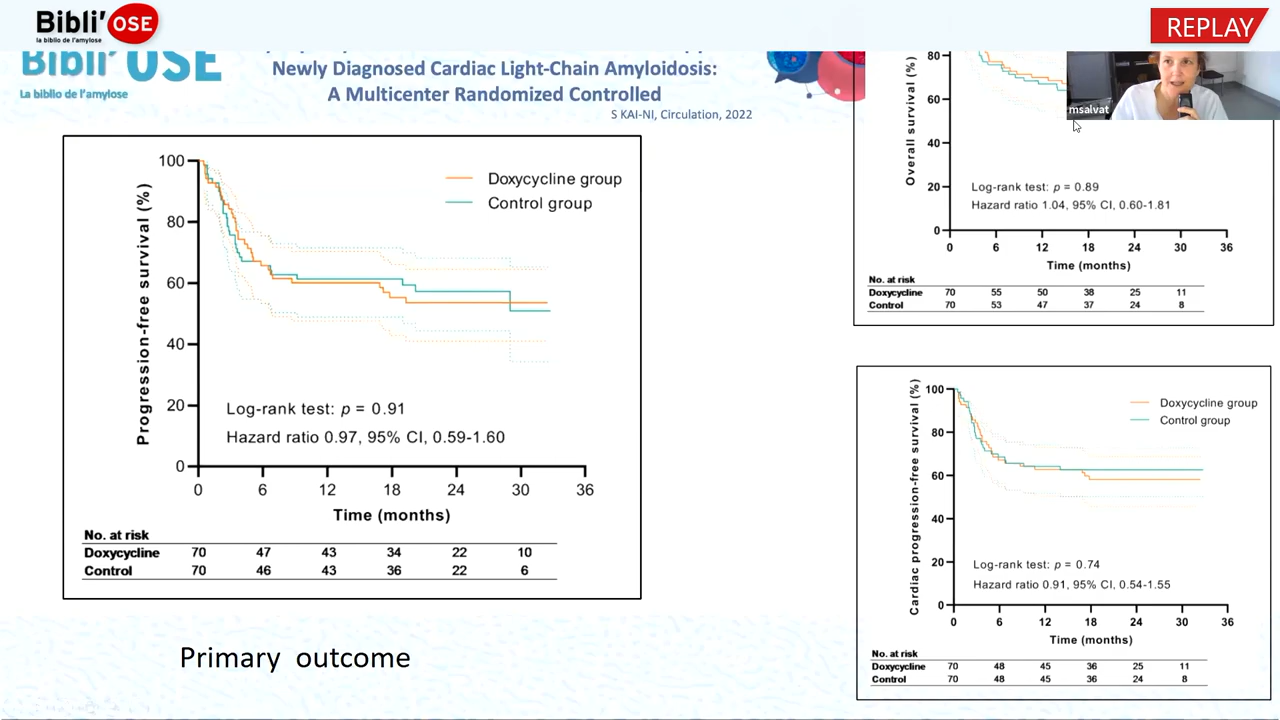 Bibli'OSE
la biblio de l'amylose
REPLAY
Bibli'OSE
La biblio de l'amylose
Newly Diagnosed Cardiac Light-Chain Amyloidosis:
A Multicenter Randomized Controlled
S KAI-NI, Circulation, 2022
msalvat
Progression-free survival (%)
100
80
60
40
20
0
Doxycycline group
Control group
Log-rank test: p = 0.91
Hazard ratio 0.97, 95% CI, 0.59-1.60
0 6 12 18 24 30 36
Time (months)
No. at risk
Doxycycline 70 47 43 34 22 10
Control 70 46 43 36 22 6
Primary outcome
Overall survival (%)
80
60
40
20
0
Log-rank test: p = 0.89
Hazard ratio 1.04, 95% CI, 0.60-1.81
0 6 12 18 24 30 36
Time (months)
No. at risk
Doxycycline 70 55 50 38 25 11
Control 70 53 47 37 24 8
Cardiac progression-free survival (%)
100
80
60
40
20
0
Doxycycline group
Control group
Log-rank test: p = 0.74
Hazard ratio 0.91, 95% CI, 0.54-1.55
0 6 12 18 24 30 36
Time (months)
No. at risk
Doxycycline 70 48 45 36 25 11
Control 70 48 45 36 24 8